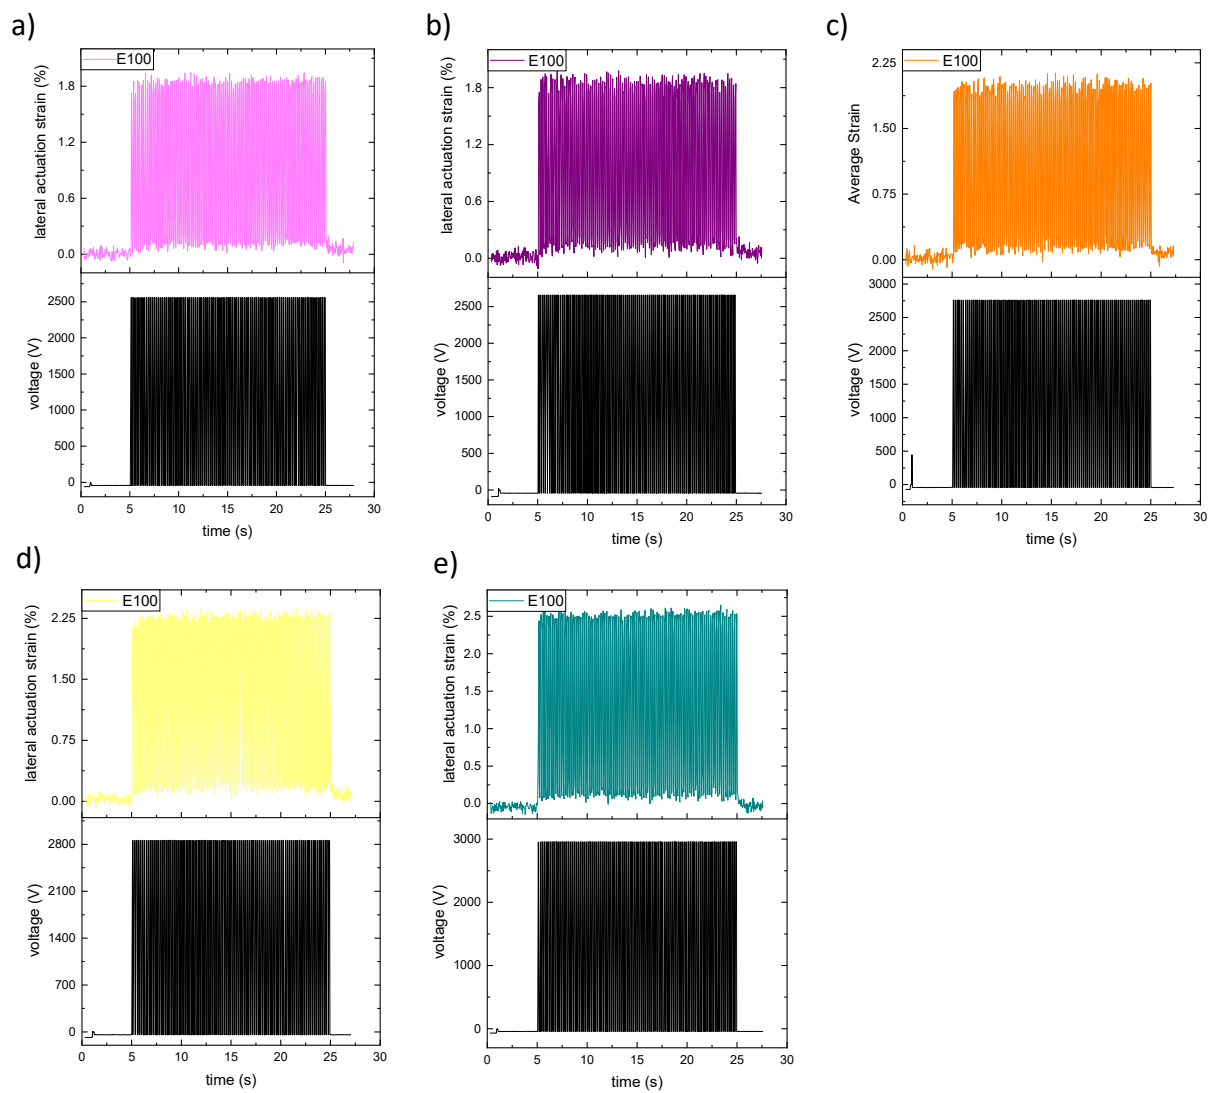 a)
E100
lateral actuation strain (%)
1.8
1.2
0.6
0.0
voltage (V)
2500
2000
1500
1000
500
0
0 5 10 15 20 25 30
time (s)
b)
E100
lateral actuation strain (%)
1.8
1.2
0.6
0.0
voltage (V)
2500
2000
1500
1000
500
0
0 5 10 15 20 25 30
time (s)
c)
E100
Average Strain
2.25
1.50
0.75
0.00
voltage (V)
3000
2500
2000
1500
1000
500
0
0 5 10 15 20 25 30
time (s)
d)
E100
lateral actuation strain (%)
2.25
1.50
0.75
0.00
voltage (V)
2800
2100
1400
700
0
0 5 10 15 20 25 30
time (s)
e)
E100
lateral actuation strain (%)
2.5
2.0
1.5
1.0
0.5
0.0
voltage (V)
3000
2000
1000
0
0 5 10 15 20 25 30
time (s)